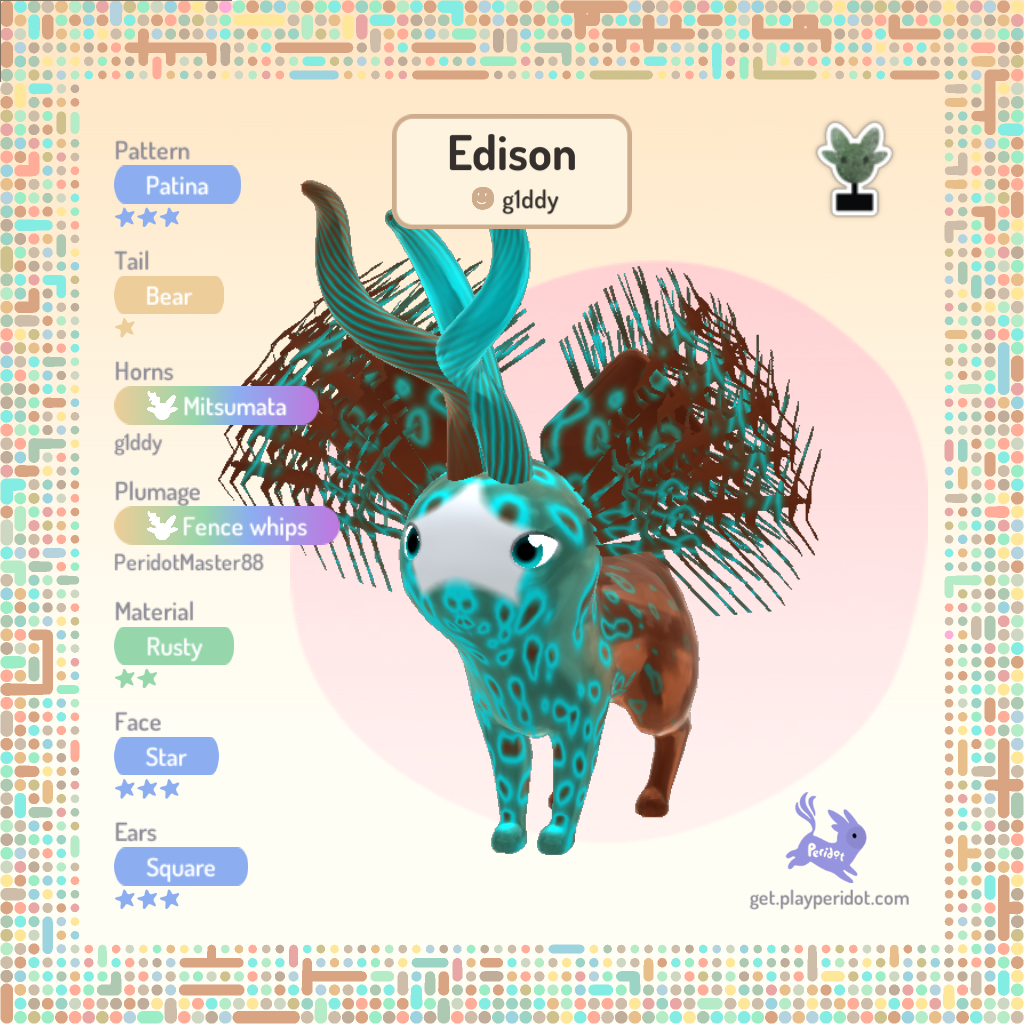 Edison
g1ddy
Pattern
Patina
Tail
Bear
Horns
Mitsumata
g1ddy
Plumage
Fence whips
PeridotMaster88
Material
Rusty
Face
Star
Ears
Square
Peridot
get.playperidot.com